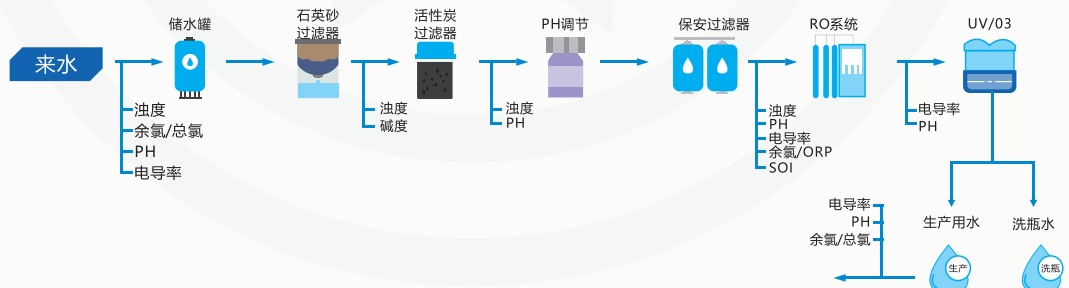 来水
储水罐
浊度
余氯/总氯
PH
电导率
石英砂
过滤器
浊度
碱度
活性炭
过滤器
浊度
PH
PH调节
保安过滤器
浊度
PH
电导率
余氯/ORP
SOI
RO系统
电导率
PH
UV/03
生产用水
洗瓶水
生产
洗瓶
电导率
PH
余氯/总氯